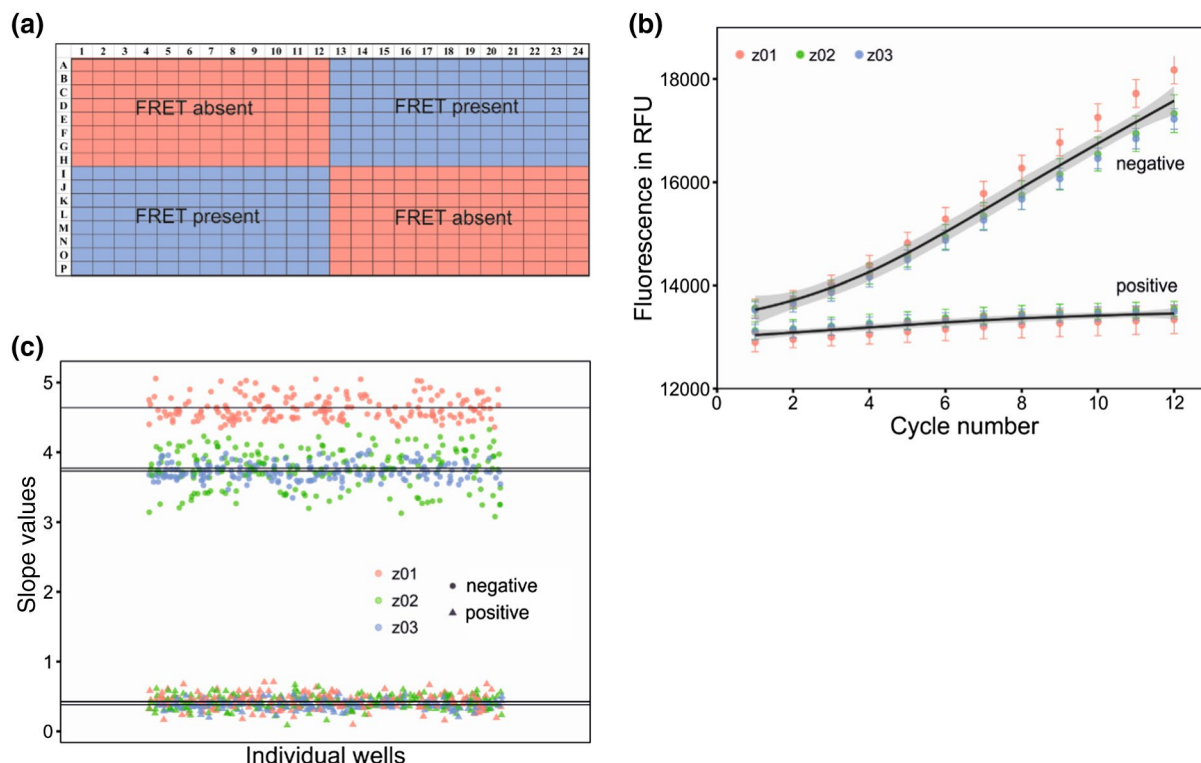 (a)
1 2 3 4 5 6 7 8 9 10 11 12 13 14 15 16 17 18 19 20 21 22 23 24
A
B
C
D
E
F
G
H
I
J
K
L
M
N
O
P
FRET absent
FRET present
FRET present
FRET absent
(b)
z01 z02 z03
Fluorescence in RFU
18000
16000
14000
12000
negative
positive
0 2 4 6 8 10 12
Cycle number
(c)
Slope values
5
4
3
2
1
0
z01
z02
z03
negative
positive
Individual wells